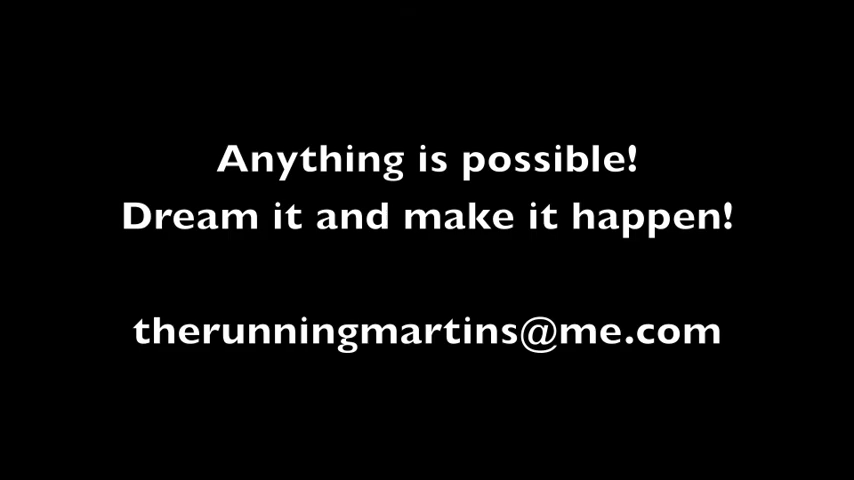 Anything is possible!
Dream it and make it happen!
therunningmartins@me.com